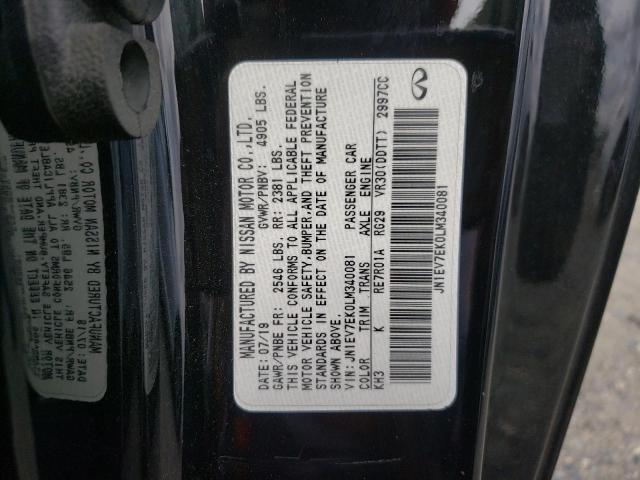 MANUFACTURED BY NISSAN MOTOR CO.,LTD.
DATE: 07/19 GVWR/PNBV: 4905 LBS.
GAWR/PNBE FR: 2546 LBS. RR: 2381 LBS.
THIS VEHICLE CONFORMS TO ALL APPLICABLE FEDERAL
MOTOR VEHICLE SAFETY,BUMPER,AND THEFT PREVENTION
STANDARDS IN EFFECT ON THE DATE OF MANUFACTURE
SHOWN ABOVE.
VIN: JN1EV7EK0LM340081 PASSENGER CAR
COLOR TRIM TRANS AXLE ENGINE
KH3 K RE7R01A RG29 VR30(DDTT) 2997CC
JN1EV7EK0LM340081